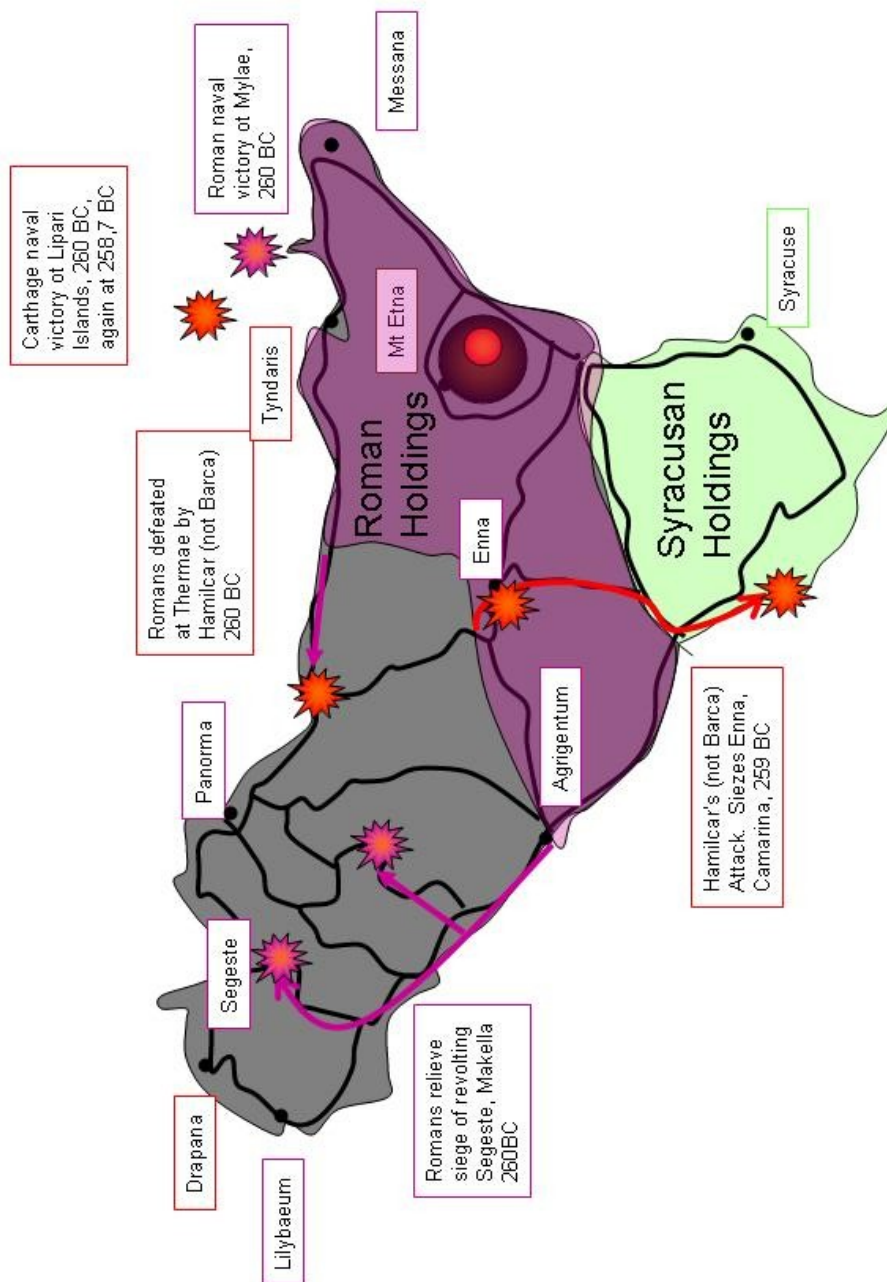 Carthage naval
victory ot Lipari
Islands, 260 BC,
again at 258,7 BC
Roman naval
victory ot Mylae,
260 BC
Messana
Tyndaris
Romans defeated
at Thermae by
Hamilcar (not Barca)
260 BC
Mt Etna
Roman
Holdings
Panorma
Segeste
Drapana
Lilybaeum
Enna
Syracusan
Holdings
Syracuse
Agrigentum
Romans relieve
siege of revolting
Segeste, Makella
260BC
Hamilcar's (not Barca)
Attack. Siezes Enna,
Camarina, 259 BC